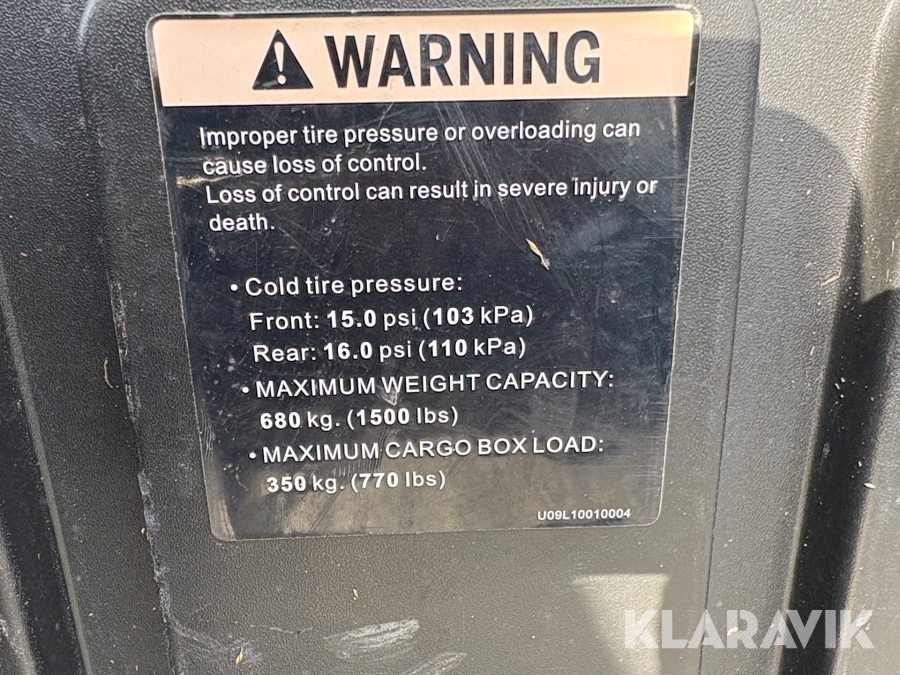 WARNING
Improper tire pressure or overloading can
cause loss of control.
Loss of control can result in severe injury or
death.
• Cold tire pressure:
Front: 15.0 psi (103 kPa)
Rear: 16.0 psi (110 kPa)
• MAXIMUM WEIGHT CAPACITY:
680 kg. (1500 lbs)
• MAXIMUM CARGO BOX LOAD:
350 kg. (770 lbs)
U09L10010004
KLARAVIK